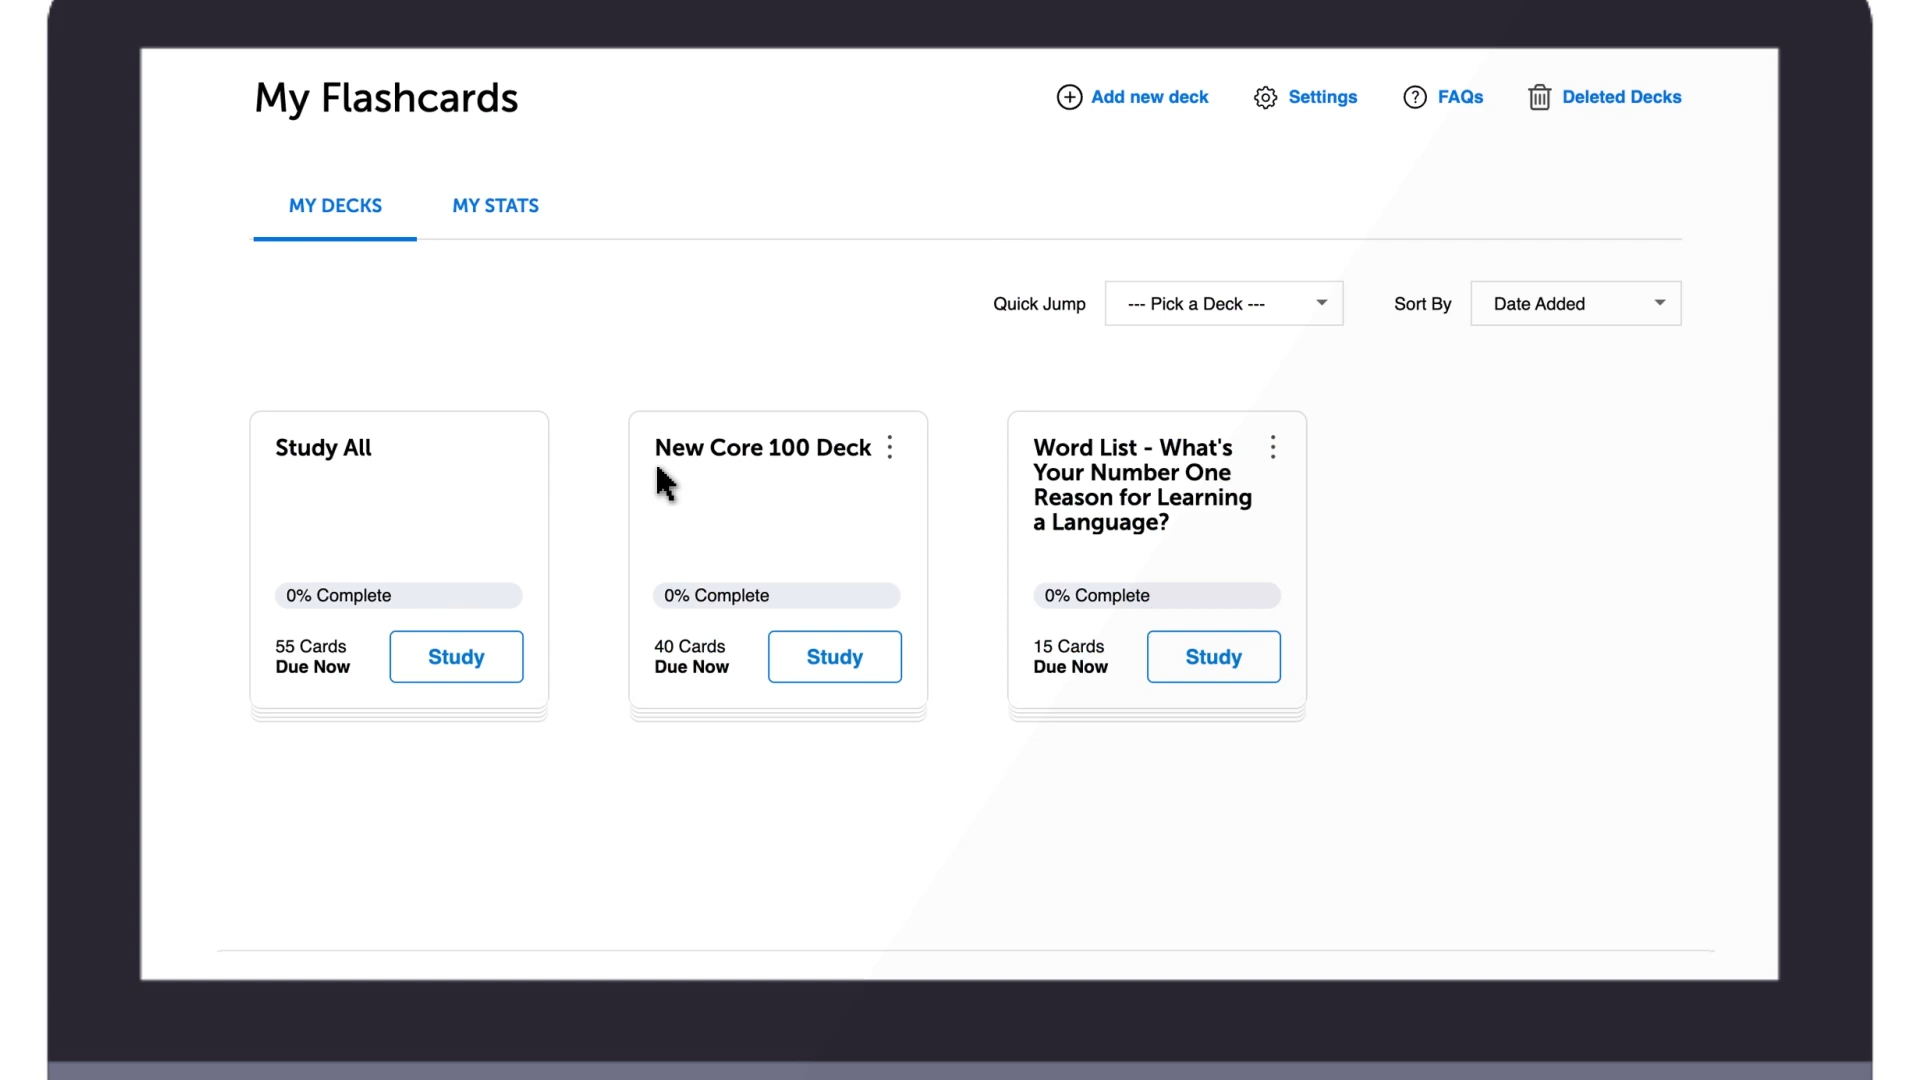 My Flashcards
Add new deck
Settings
FAQs
Deleted Decks
MY DECKS
MY STATS
Quick Jump
--- Pick a Deck ---
Sort By
Date Added
Study All
0% Complete
55 Cards
Due Now
Study
New Core 100 Deck
0% Complete
40 Cards
Due Now
Study
Word List - What's
Your Number One
Reason for Learning
a Language?
0% Complete
15 Cards
Due Now
Study